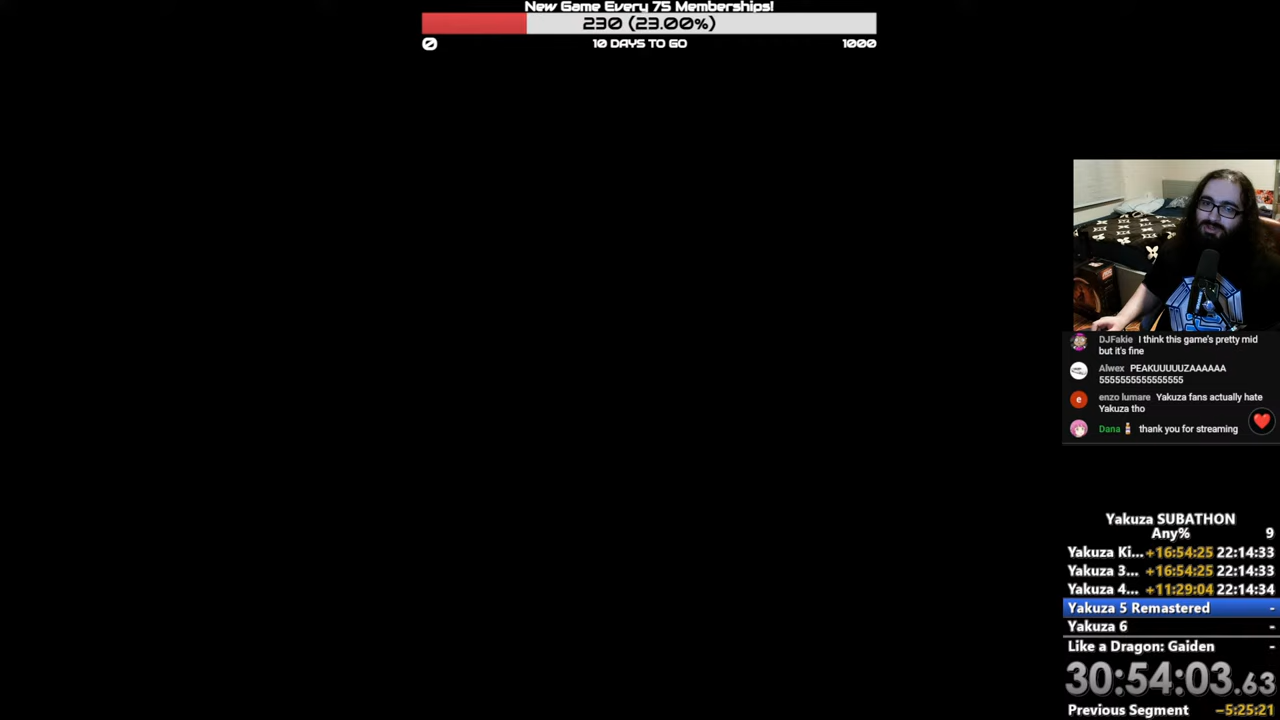 New Game Every 75 Memberships!
230 (23.00%)
0 10 DAYS TO GO 1000
DJFakie I think this game's pretty mid
but it's fine
Alwex PEAKUUUUUZAAAAAA
5555555555555555
enzo lumare Yakuza fans actually hate
Yakuza tho
Dana thank you for streaming
Yakuza SUBATHON
Any% 9
Yakuza Ki... +16:54:25 22:14:33
Yakuza 3... +16:54:25 22:14:33
Yakuza 4... +11:29:04 22:14:34
Yakuza 5 Remastered -
Yakuza 6 -
Like a Dragon: Gaiden -
30:54:03.63
Previous Segment -5:25:21